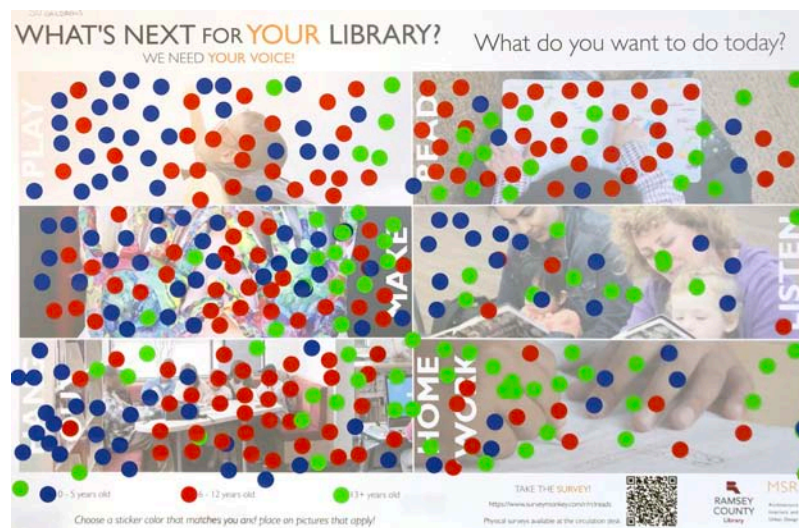 WHAT'S NEXT FOR YOUR LIBRARY?
WE NEED YOUR VOICE!
What do you want to do today?
PLAY
READ
MAKE
LISTEN
HOME
WORK
0 - 5 years old
6 - 12 years old
13+ years old
Choose a sticker color that matches you and place on pictures that apply!
TAKE THE SURVEY!
Physical surveys available at the circulation desk.
RAMSEY
COUNTY
Library
MSR